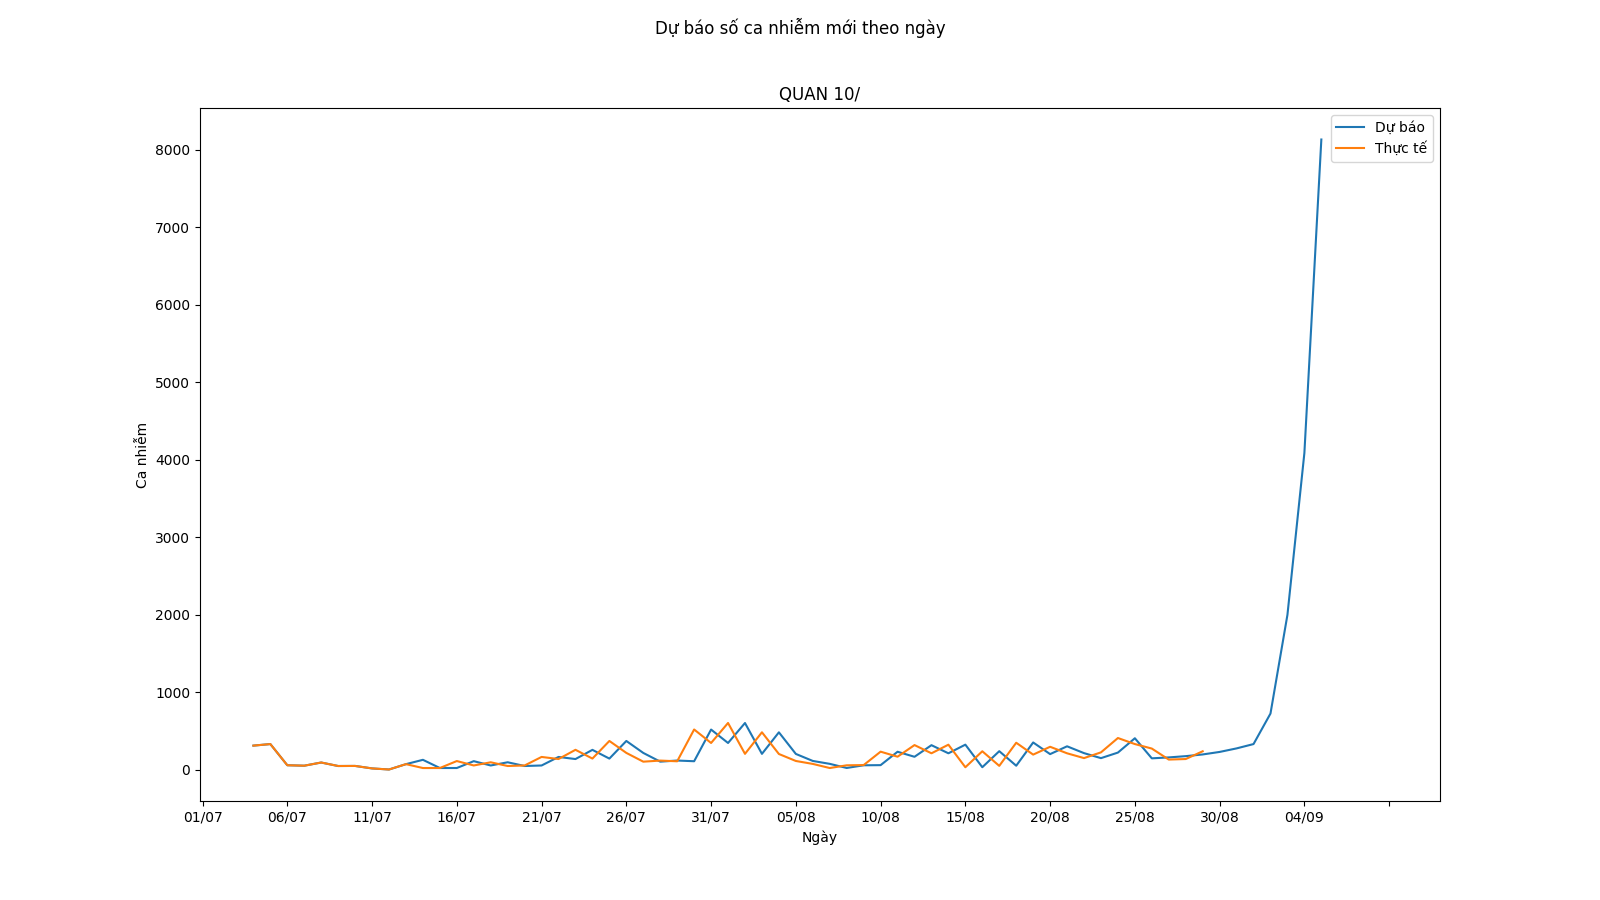 Dự báo số ca nhiễm mới theo ngày
QUAN 10/
Dự báo
Thực tế
8000
7000
6000
5000
4000
3000
2000
1000
0
Ca nhiễm
01/07 06/07 11/07 16/07 21/07 26/07 31/07 05/08 10/08 15/08 20/08 25/08 30/08 04/09
Ngày